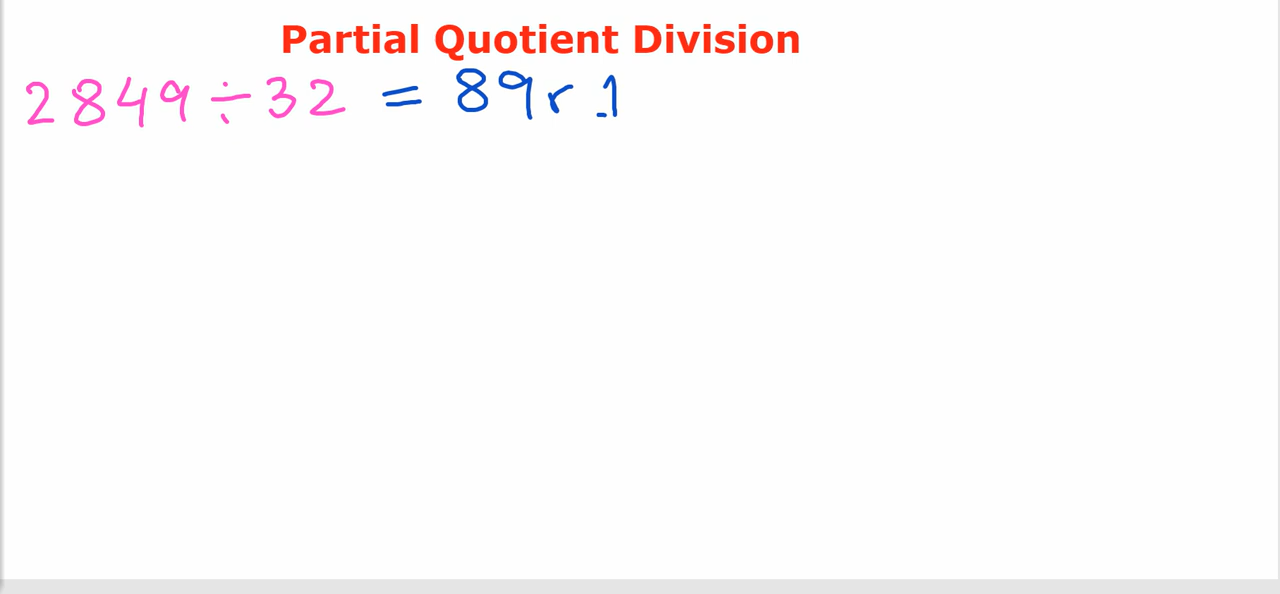 Partial Quotient Division
2849 ÷ 32 = 89 r 1